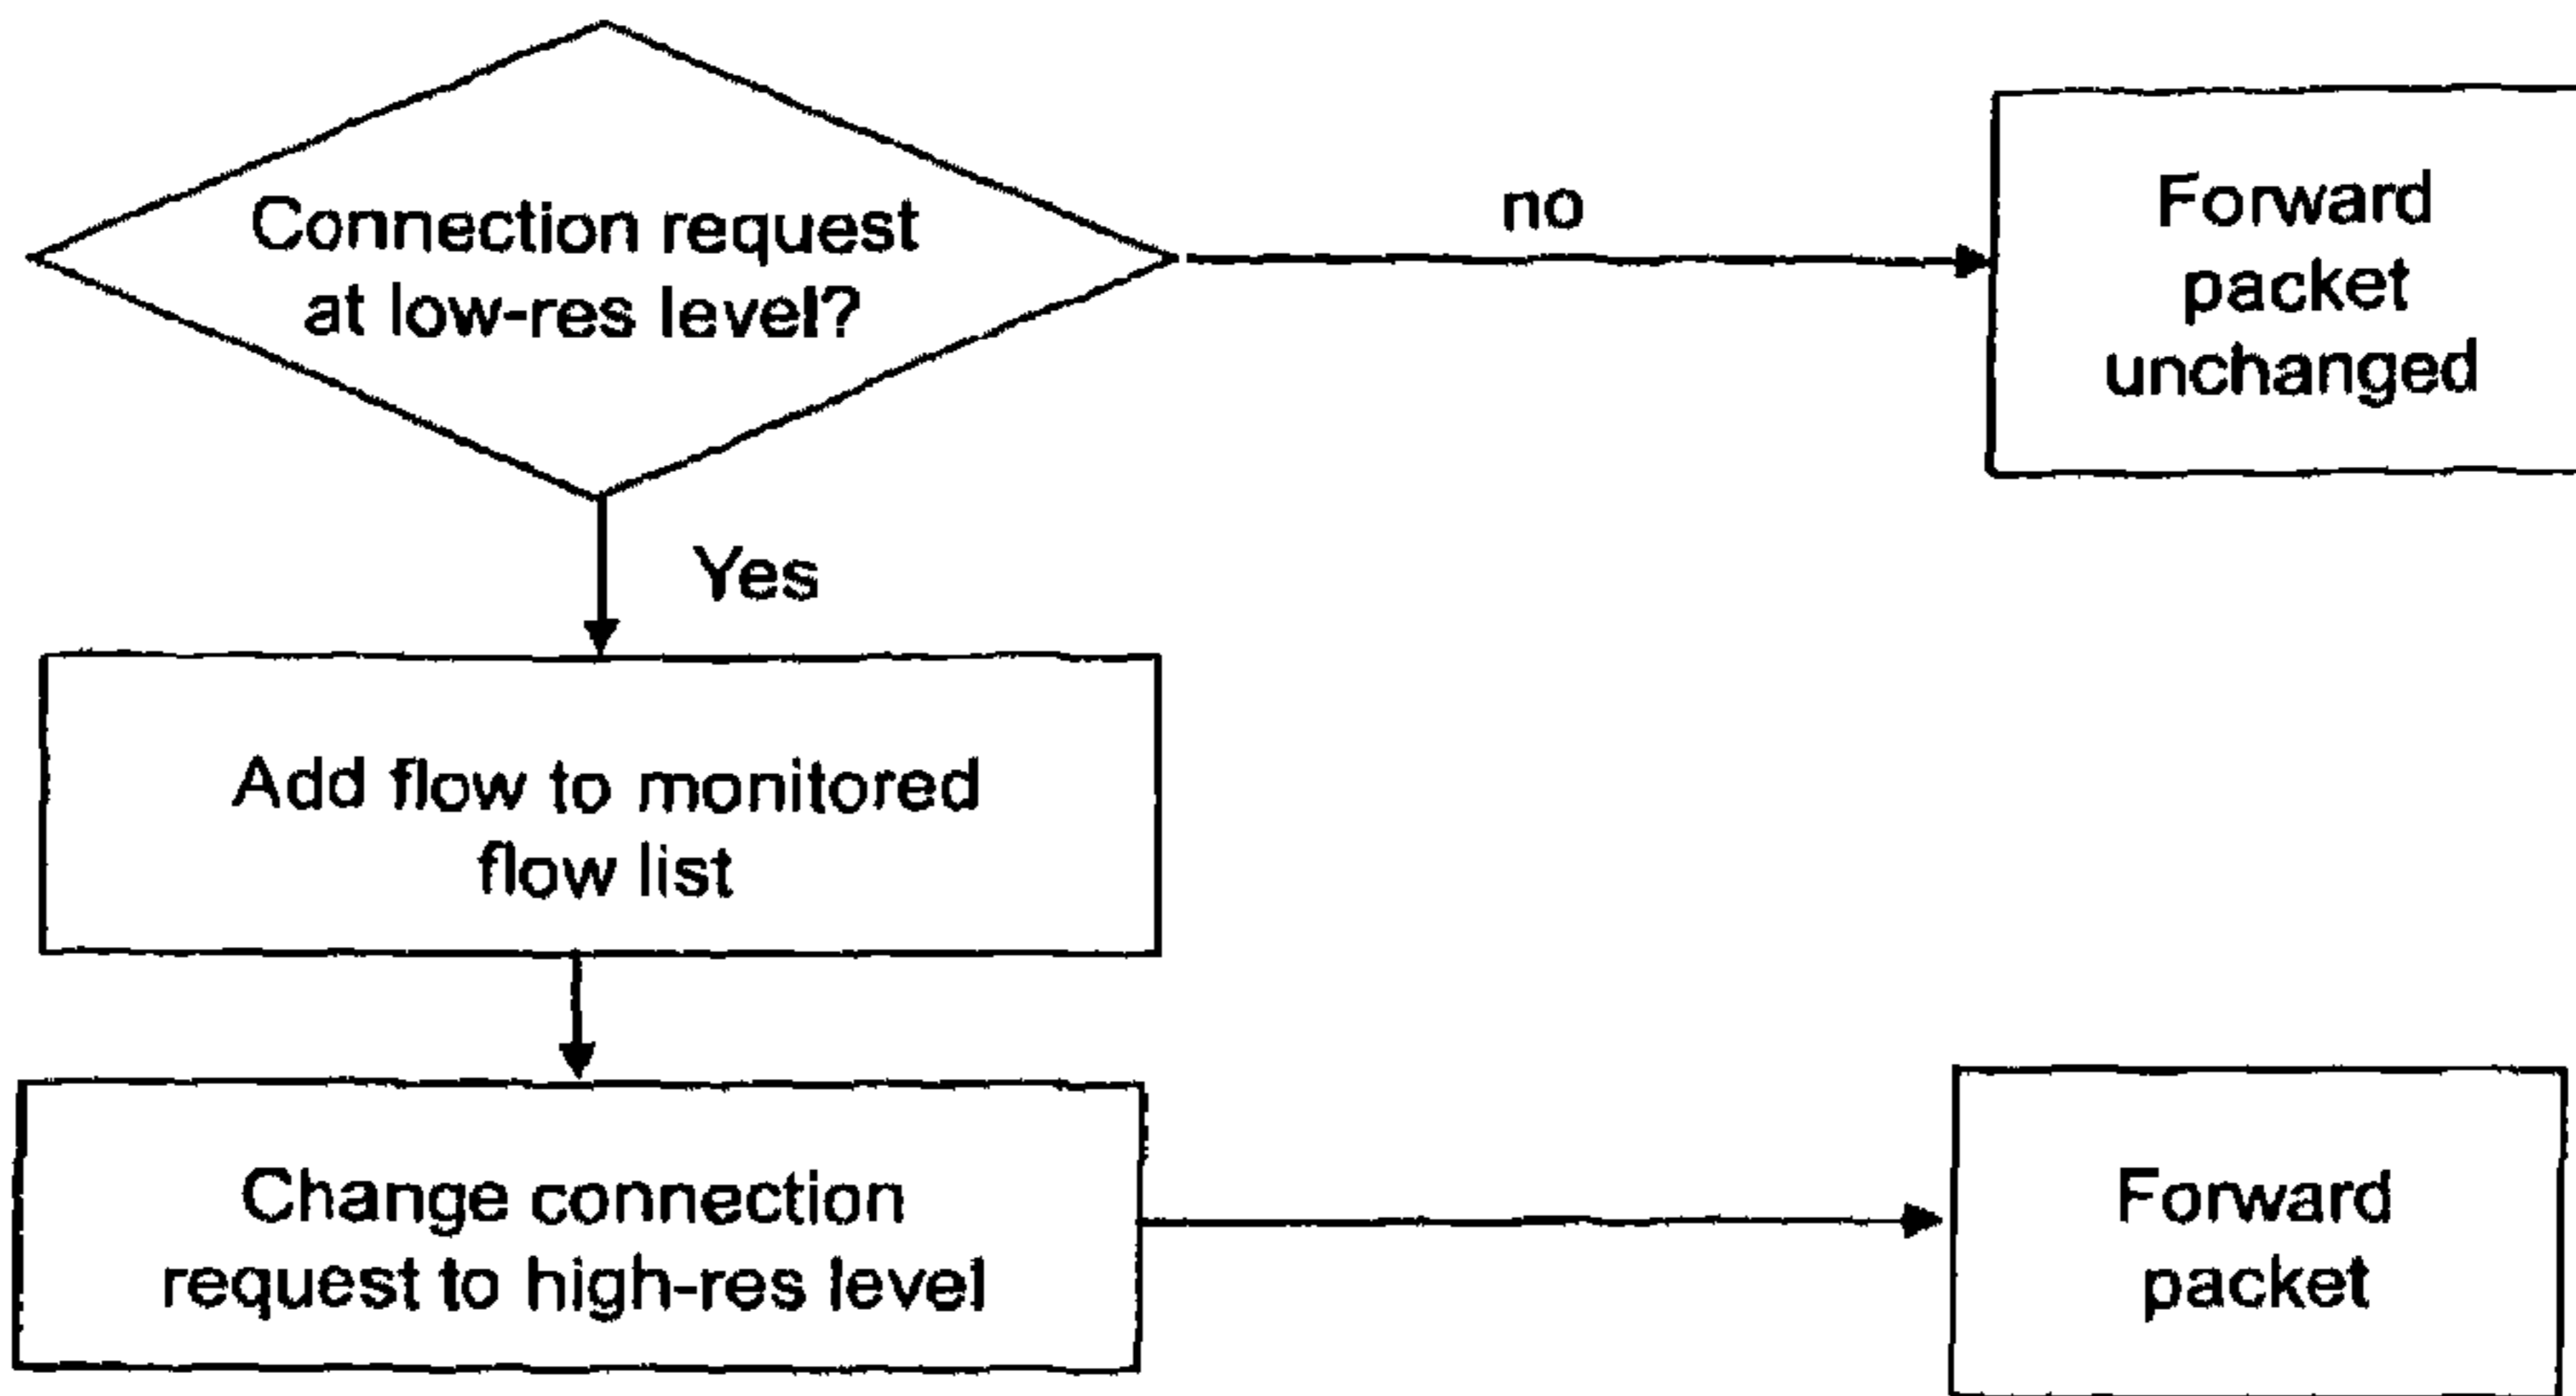 Connection request
at low-res level?
no
Forward
packet
unchanged
Yes
Add flow to monitored
flow list
Change connection
request to high-res level
Forward
packet